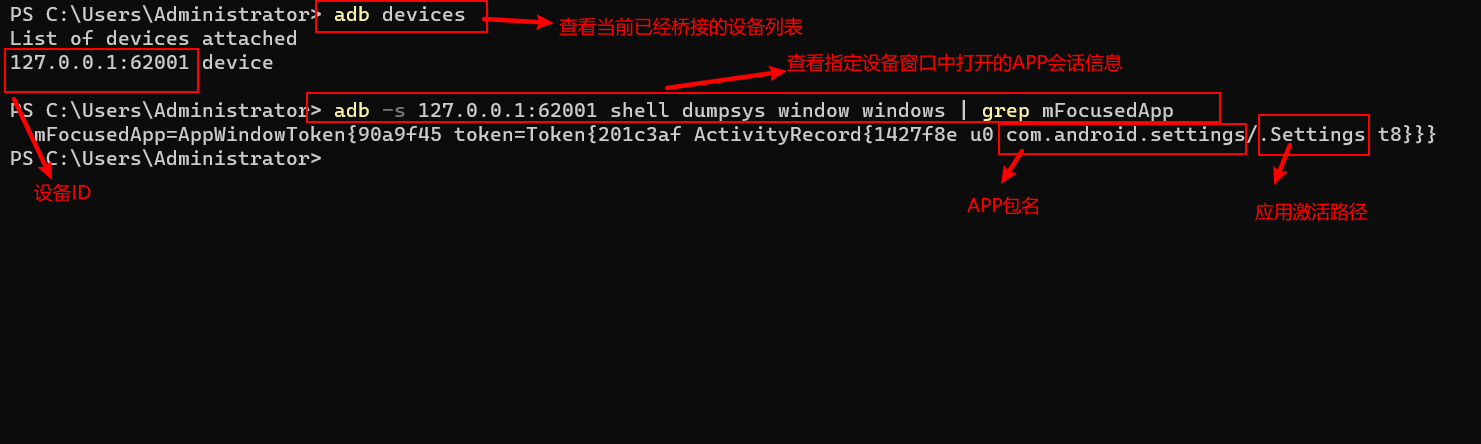 PS C:\Users\Administrator> adb devices
查看当前已经桥接的设备列表
List of devices attached
127.0.0.1:62001 device
查看指定设备窗口中打开的APP会话信息
PS C:\Users\Administrator> adb -s 127.0.0.1:62001 shell dumpsys window windows | grep mFocusedApp
mFocusedApp=AppWindowToken{90a9f45 token=Token{201c3af ActivityRecord{1427f8e u0 com.android.settings/.Settings t8}}}
PS C:\Users\Administrator>
设备ID
APP包名
应用激活路径